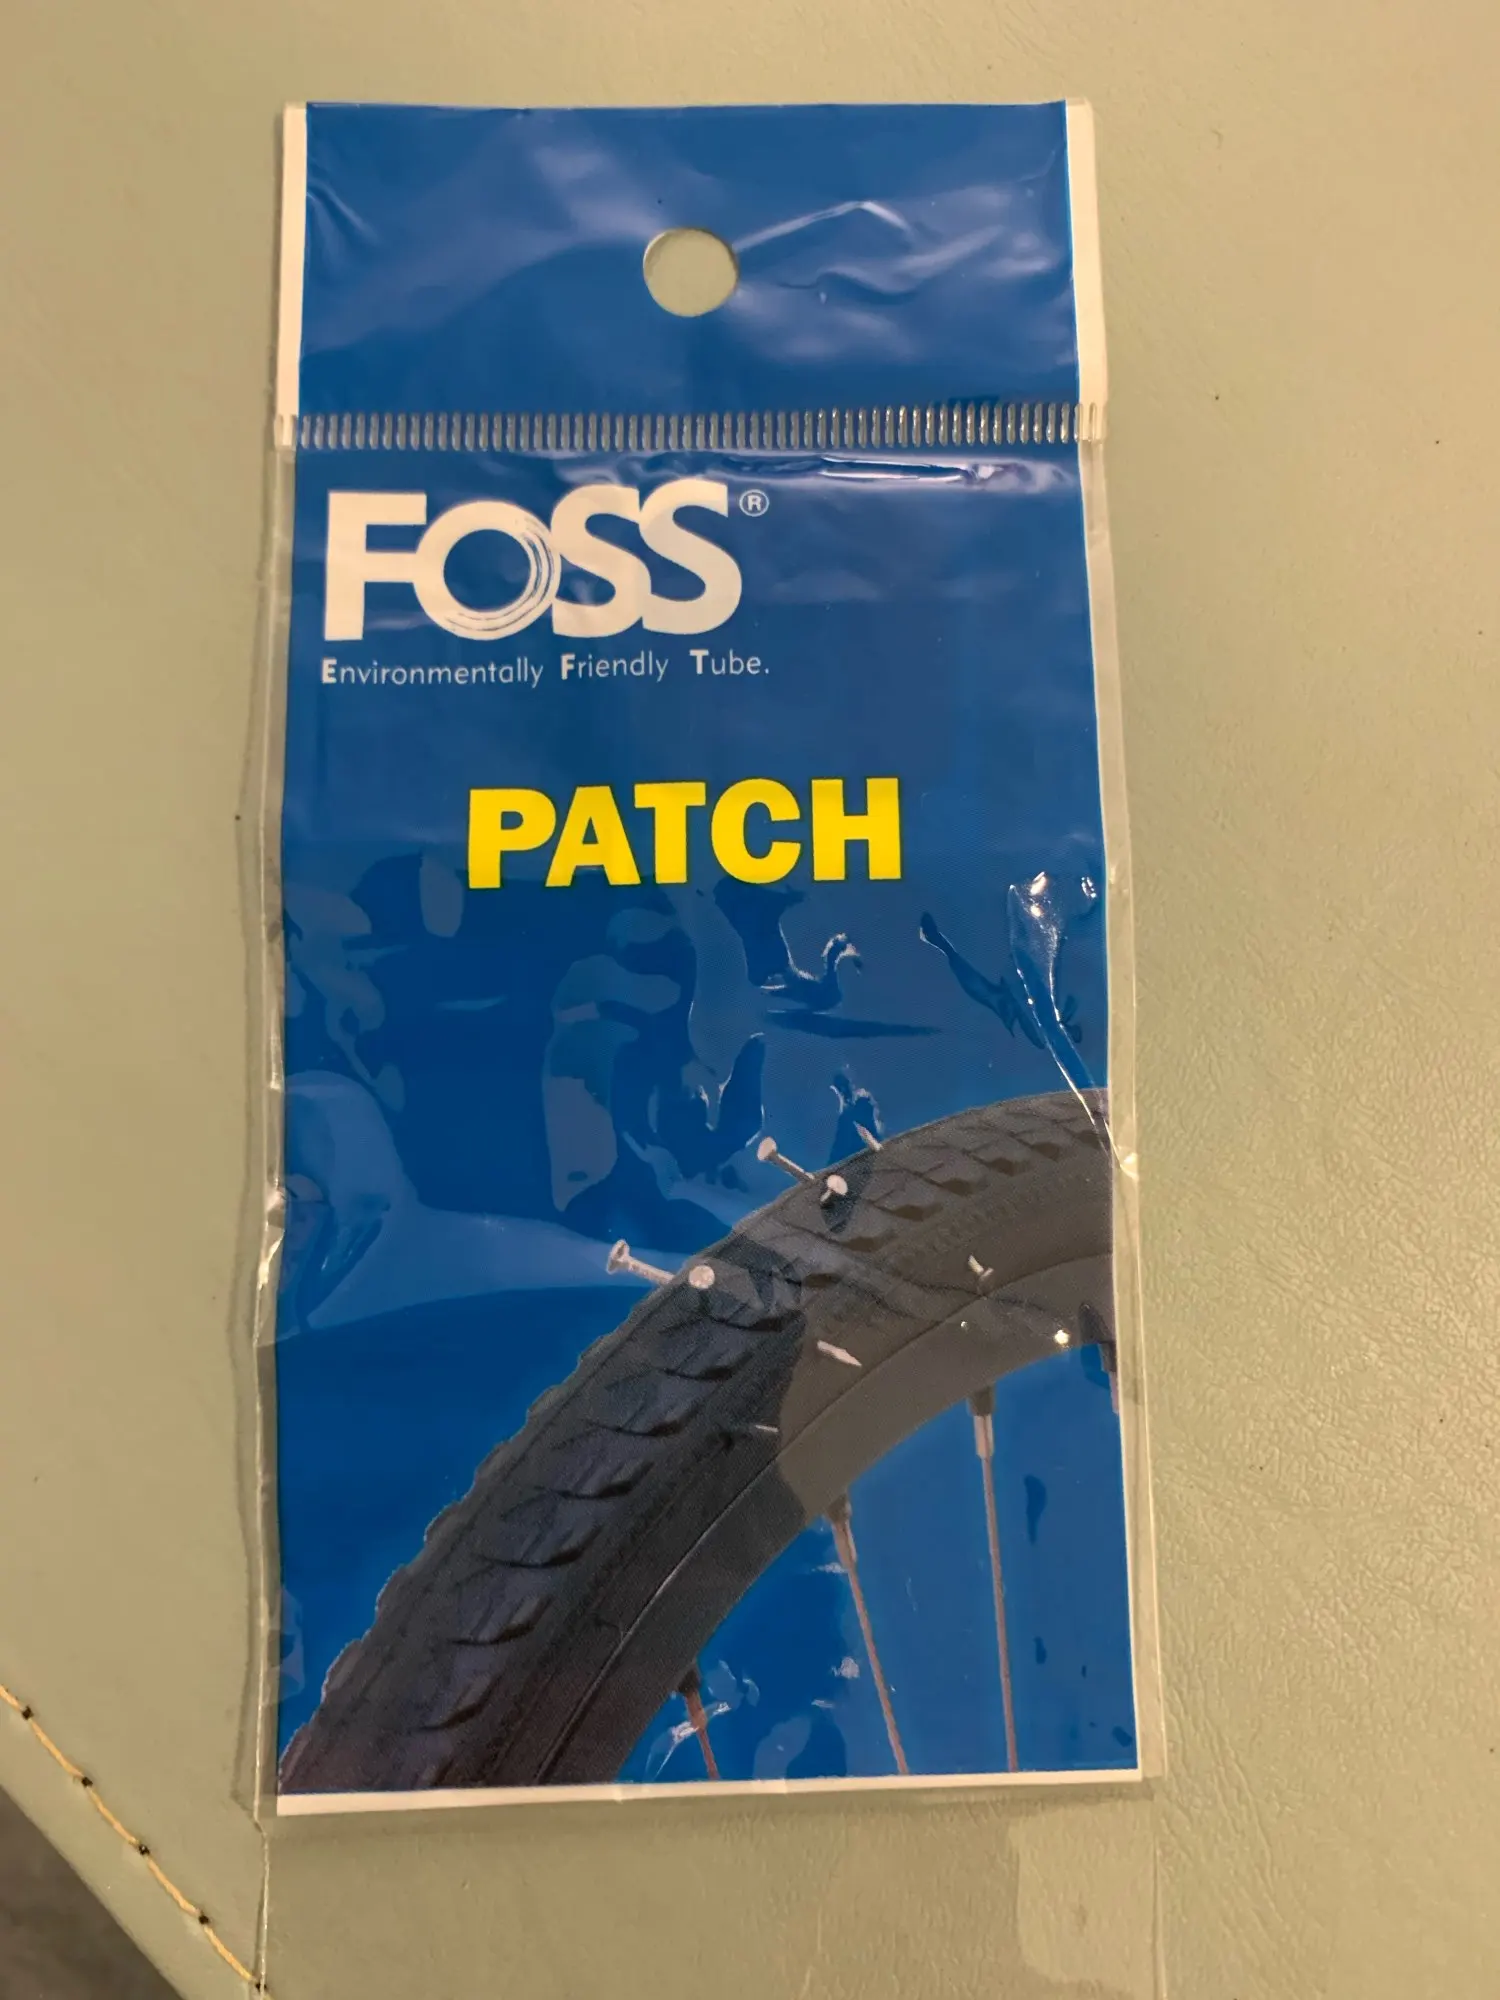 FOSS®
Environmentally Friendly Tube.
PATCH